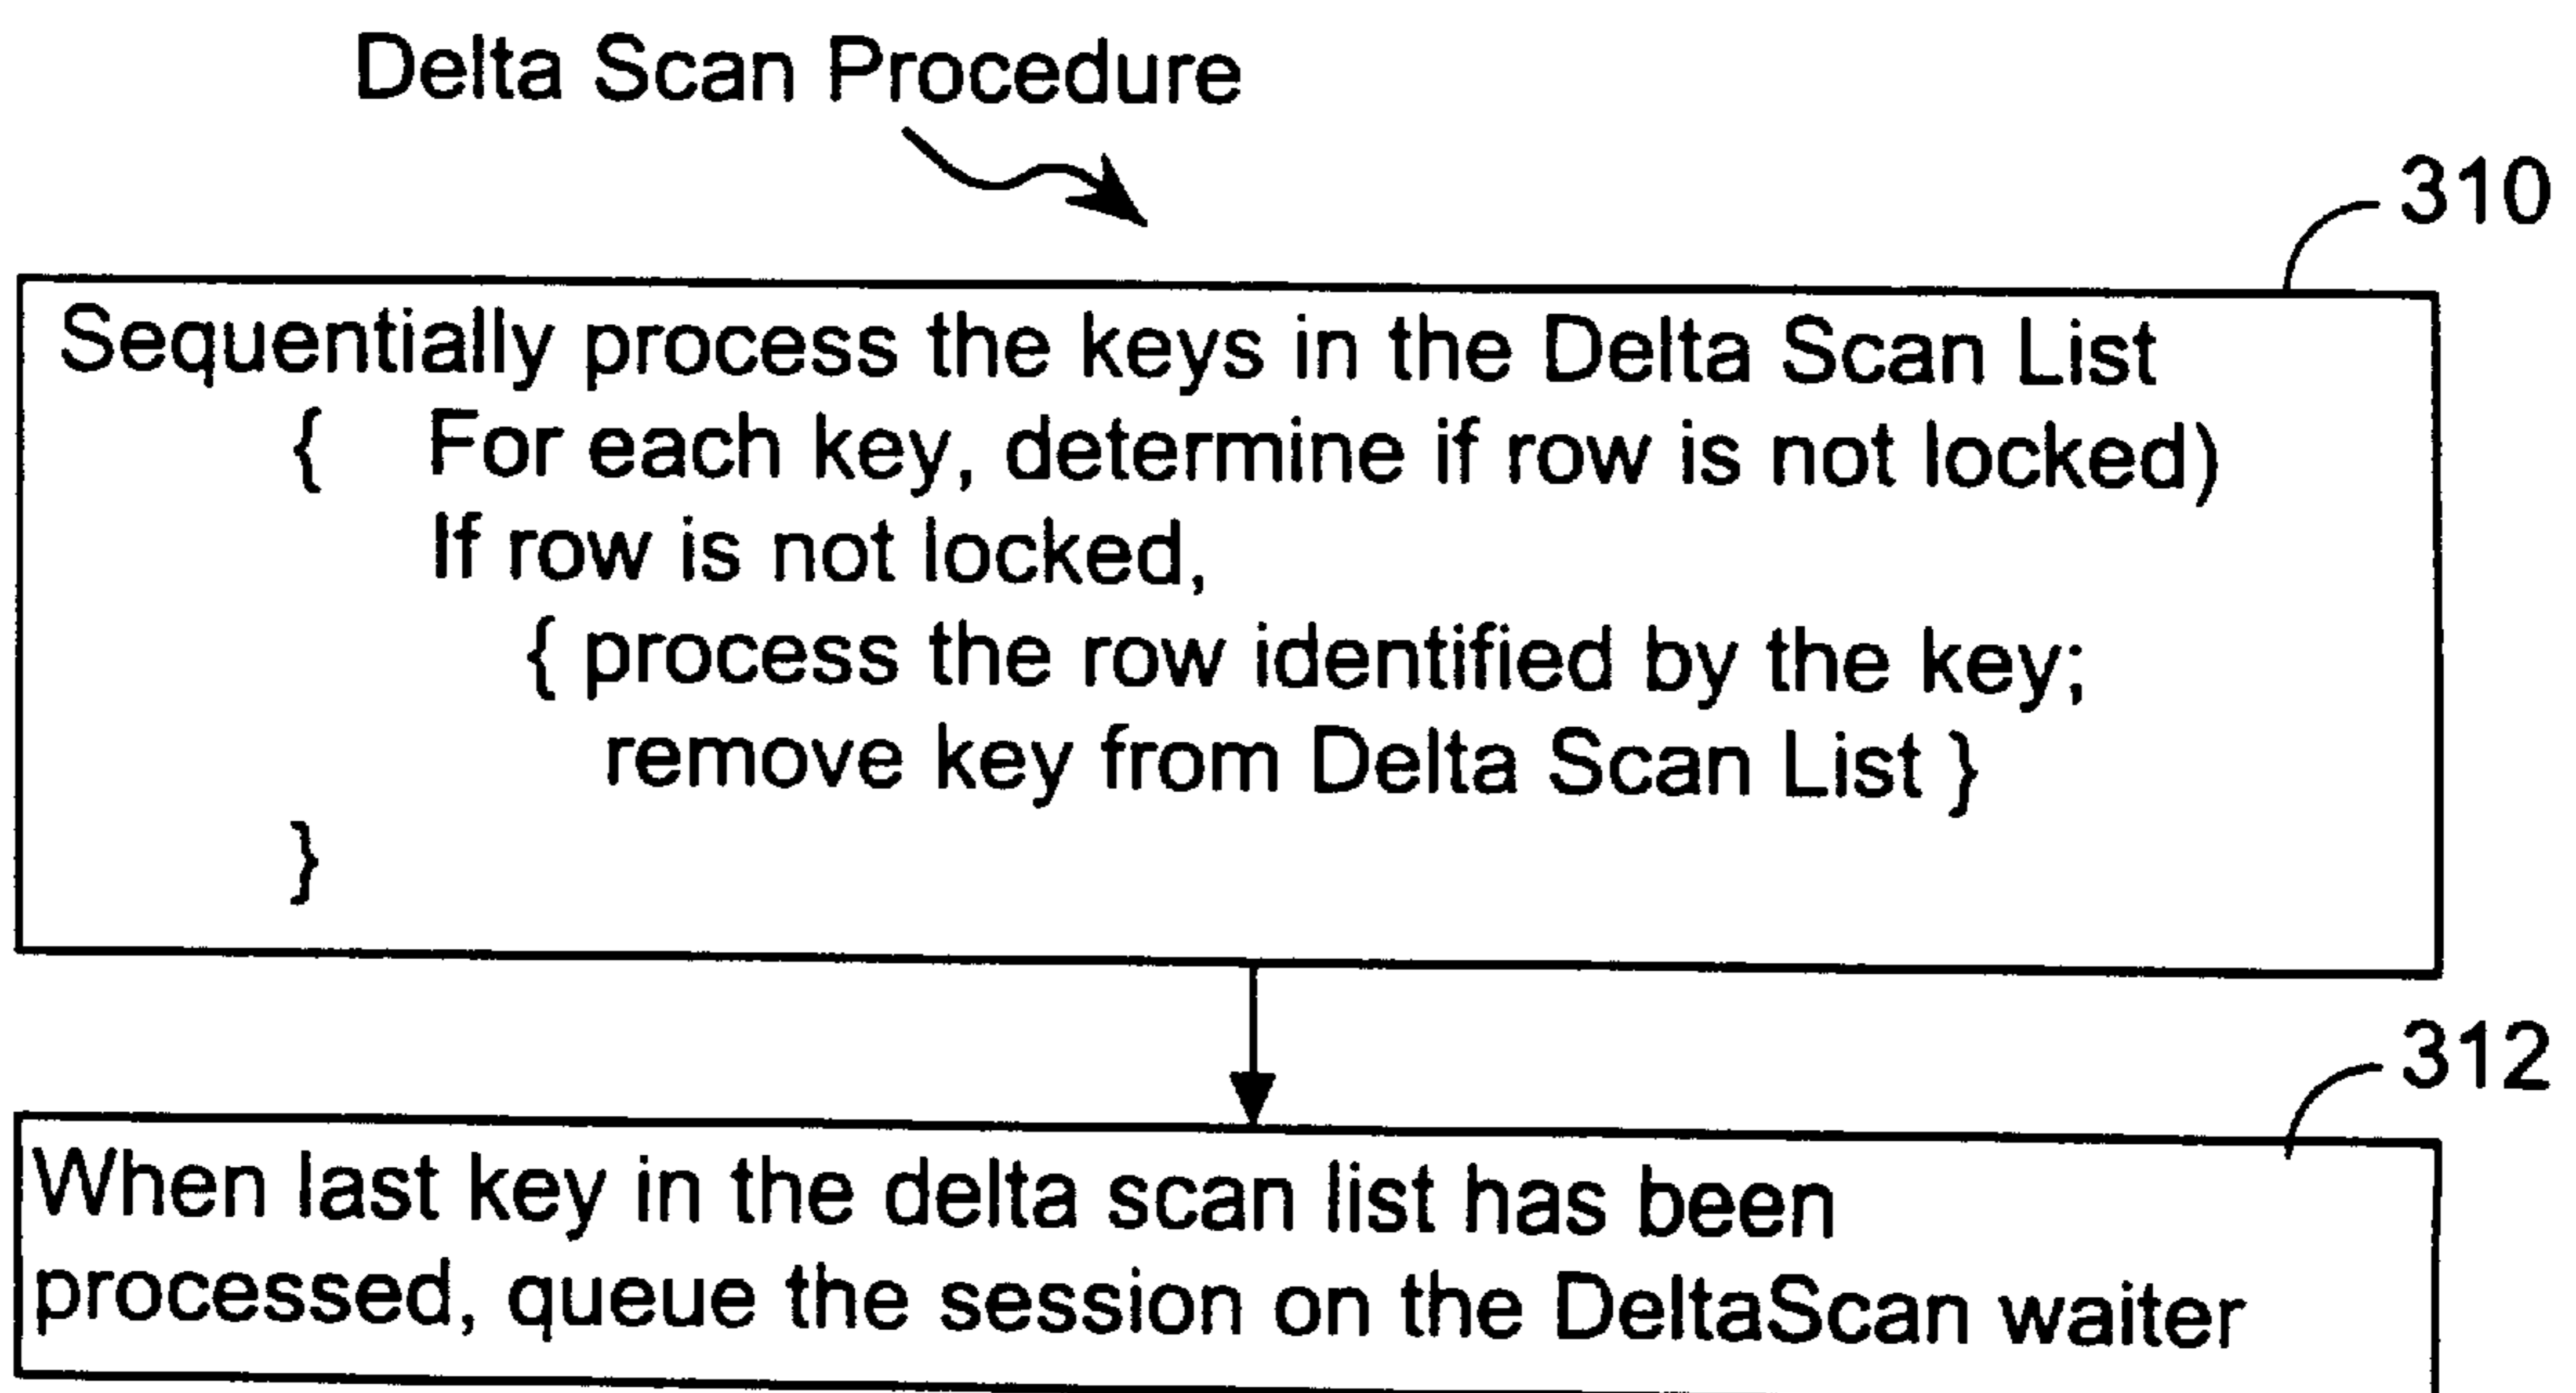 Delta Scan Procedure
310
Sequentially process the keys in the Delta Scan List
{ For each key, determine if row is not locked)
If row is not locked,
{ process the row identified by the key;
remove key from Delta Scan List }
}
312
When last key in the delta scan list has been
processed, queue the session on the DeltaScan waiter